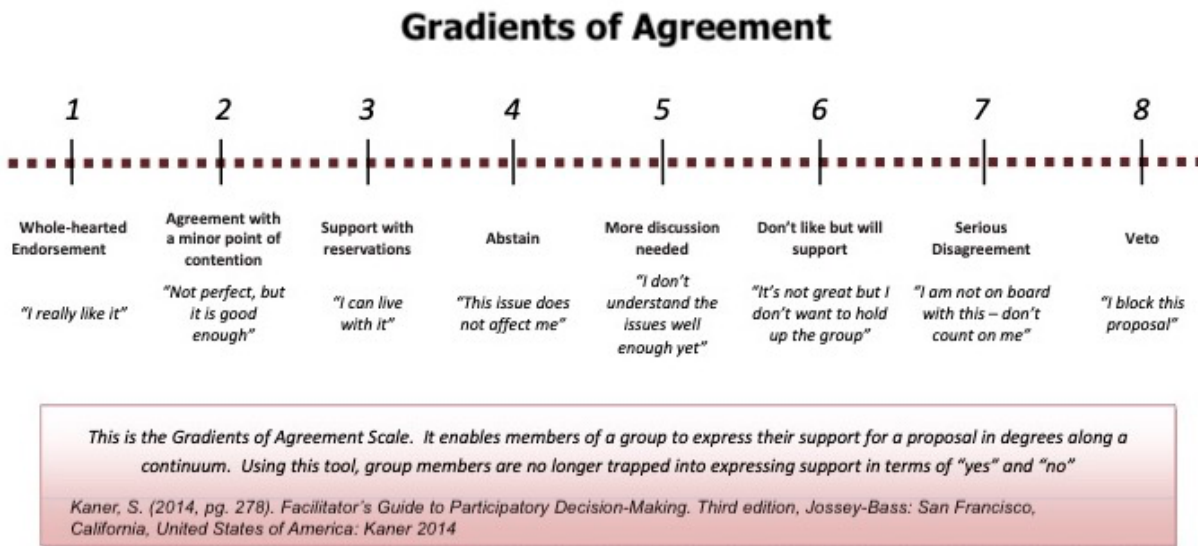 Gradients of Agreement
1 2 3 4 5 6 7 8
Whole-hearted
Endorsement
“I really like it”
Agreement with
a minor point of
contention
“Not perfect, but
it is good
enough”
Support with
reservations
“I can live
with it”
Abstain
“This issue does
not affect me”
More discussion
needed
“I don’t
understand the
issues well
enough yet”
Don’t like but will
support
“It’s not great but I
don’t want to hold
up the group”
Serious
Disagreement
“I am not on board
with this – don’t
count on me”
Veto
“I block this
proposal”
This is the Gradients of Agreement Scale.  It enables members of a group to express their support for a proposal in degrees along a
continuum.  Using this tool, group members are no longer trapped into expressing support in terms of “yes” and “no”
Kaner, S. (2014, pg. 278). Facilitator’s Guide to Participatory Decision-Making. Third edition, Jossey-Bass: San Francisco,
California, United States of America: Kaner 2014